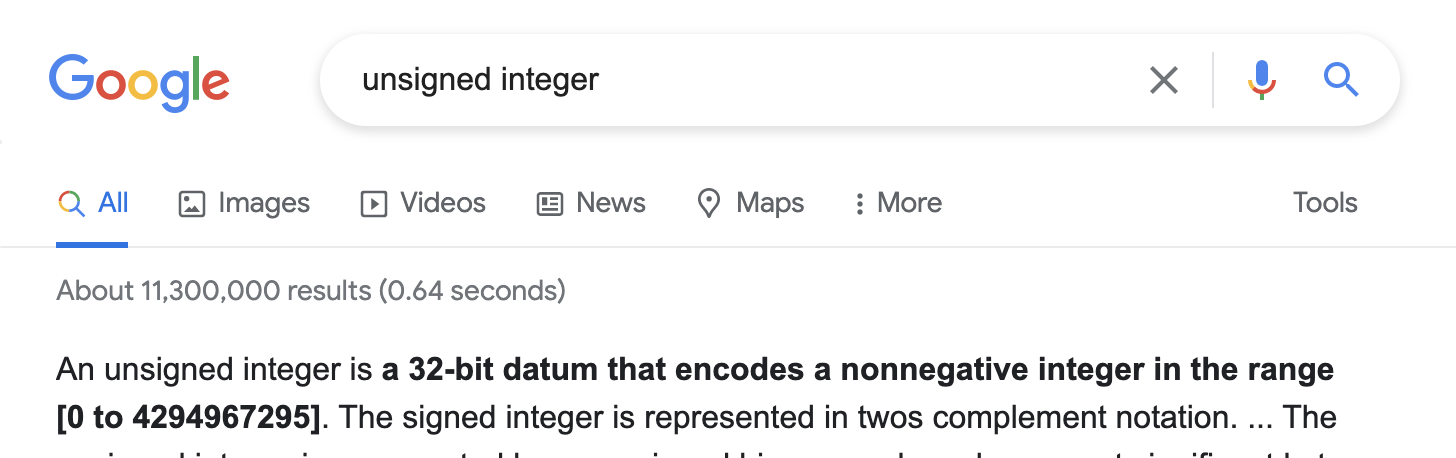 Google
unsigned integer
All Images Videos News Maps More Tools
About 11,300,000 results (0.64 seconds)
An unsigned integer is a 32-bit datum that encodes a nonnegative integer in the range
[0 to 4294967295]. The signed integer is represented in twos complement notation. ... The